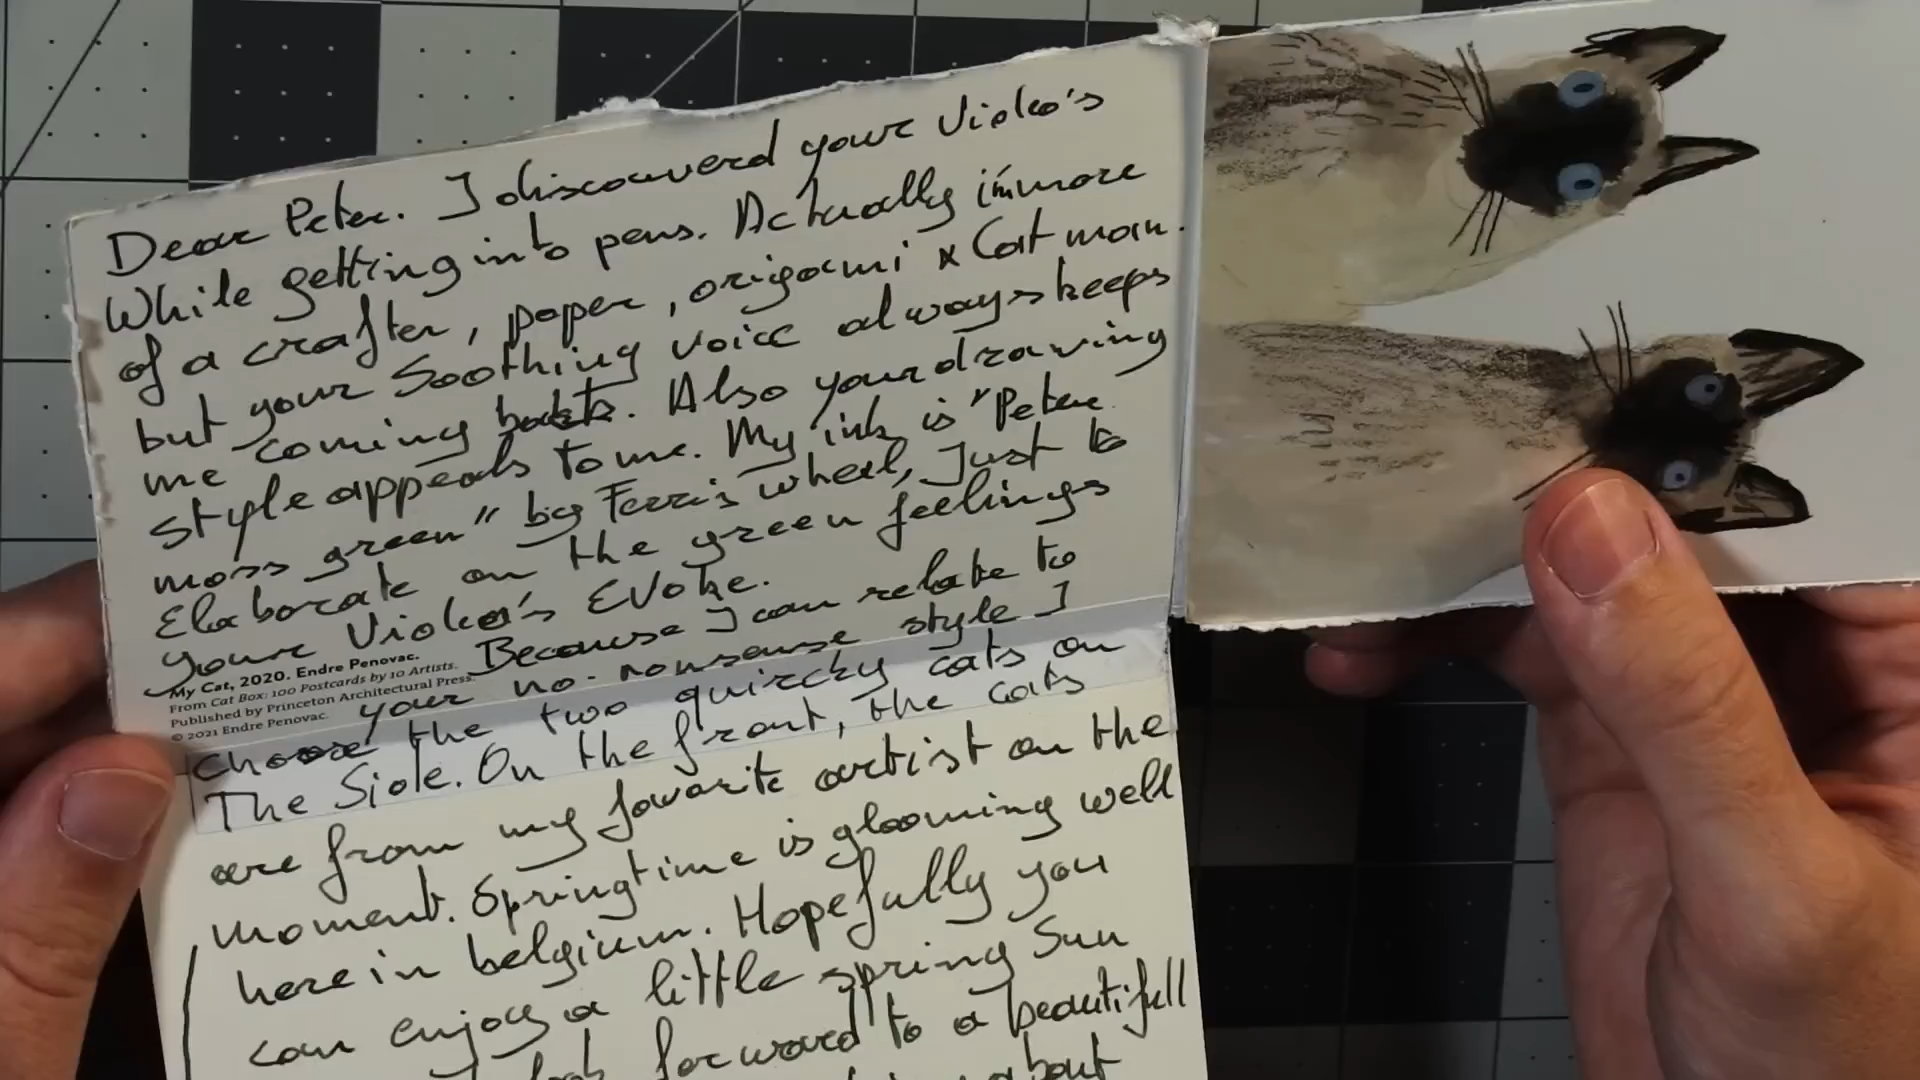 Dear Peter. I discouverd your Video's
While getting into pens. Actually i'm more
of a crafter, paper, origami & Cat man.
but your Soothing voice always keeps
me coming back. Also your drawing
style appeals to me. My ink is "Peter
moss green" by Ferris wheel, Just to
Elaborate on the green feelings
your Video's EVoke.
Because I can relate to
your no-nonsense style I
Choose the two quircky cats on
The Side. On the front, the cats
are from my favorite artist on the
moment. Springtime is glooming well
here in belgium. Hopefully you
can enjoy a little spring Sun
look forward to a beautifull
about
My Cat, 2020. Endre Penovac.
From Cat Box: 100 Postcards by 10 Artists.
Published by Princeton Architectural Press.
© 2021 Endre Penovac.